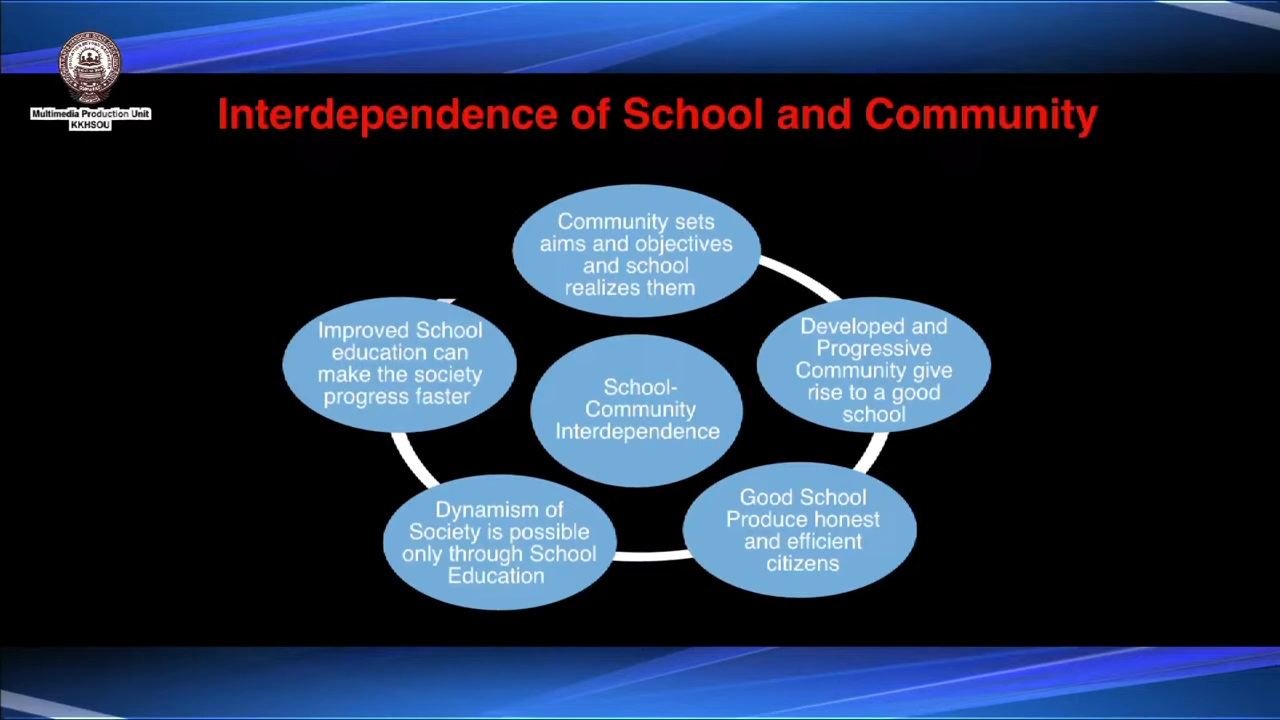 Multimedia Production Unit
KKHSOU
Interdependence of School and Community
Community sets
aims and objectives
and school
realizes them
Developed and
Progressive
Community give
rise to a good
school
Good School
Produce honest
and efficient
citizens
Dynamism of
Society is possible
only through School
Education
Improved School
education can
make the society
progress faster
School-
Community
Interdependence